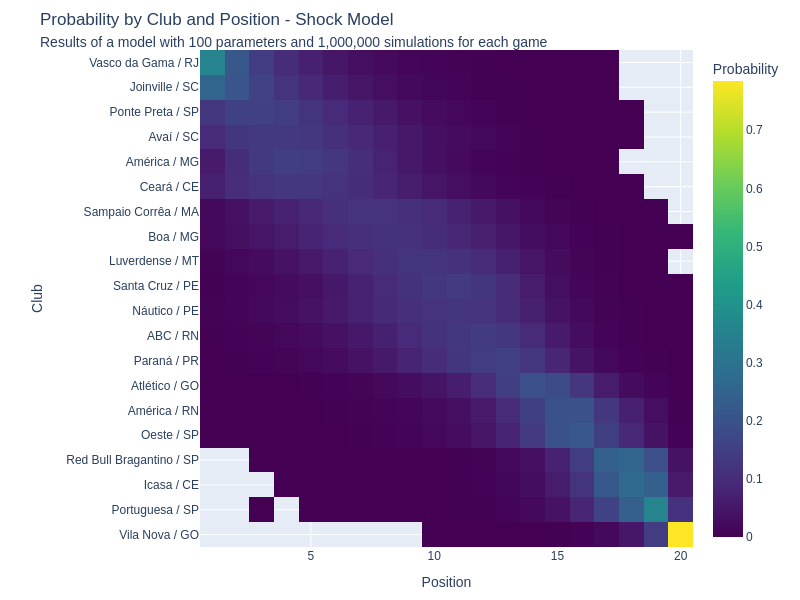 Probability by Club and Position - Shock Model
Results of a model with 100 parameters and 1,000,000 simulations for each game
Probability
Vasco da Gama / RJ
Joinville / SC
Ponte Preta / SP
Avaí / SC
América / MG
Ceará / CE
Sampaio Corrêa / MA
Boa / MG
Luverdense / MT
Santa Cruz / PE
Náutico / PE
ABC / RN
Paraná / PR
Atlético / GO
América / RN
Oeste / SP
Red Bull Bragantino / SP
Icasa / CE
Portuguesa / SP
Vila Nova / GO
Club
0.7
0.6
0.5
0.4
0.3
0.2
0.1
0
5 10 15 20
Position